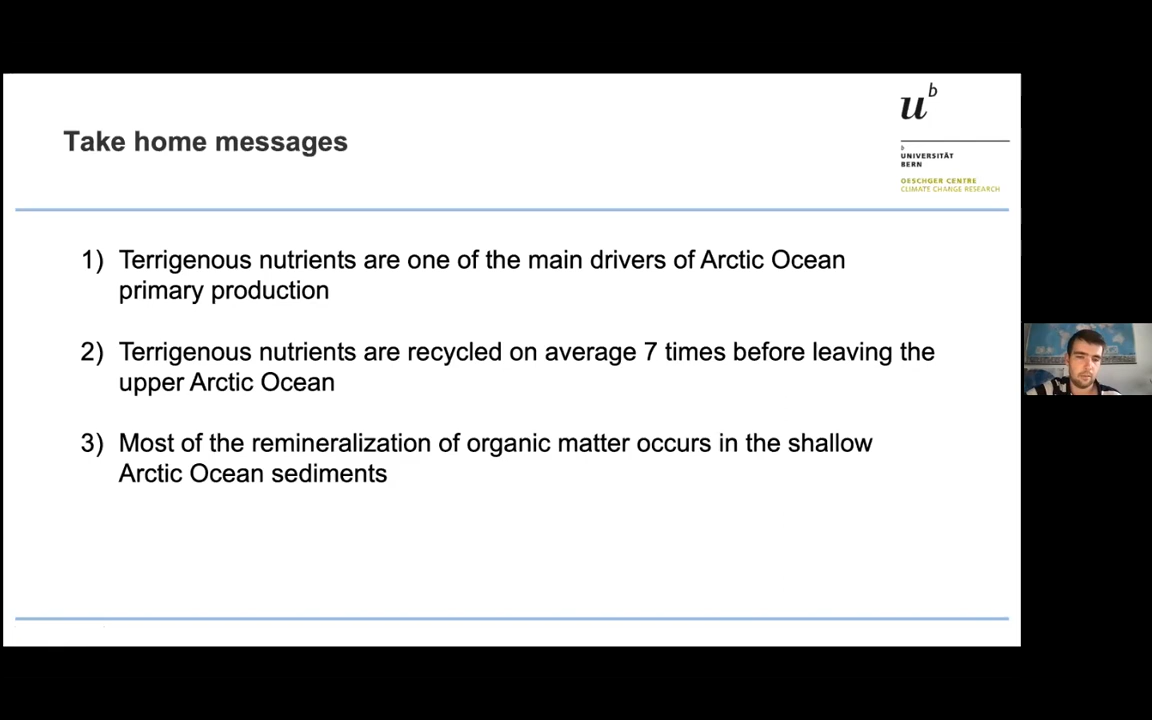 u b
b
UNIVERSITÄT
BERN
OESCHGER CENTRE
CLIMATE CHANGE RESEARCH
Take home messages
1) Terrigenous nutrients are one of the main drivers of Arctic Ocean
primary production
2) Terrigenous nutrients are recycled on average 7 times before leaving the
upper Arctic Ocean
3) Most of the remineralization of organic matter occurs in the shallow
Arctic Ocean sediments